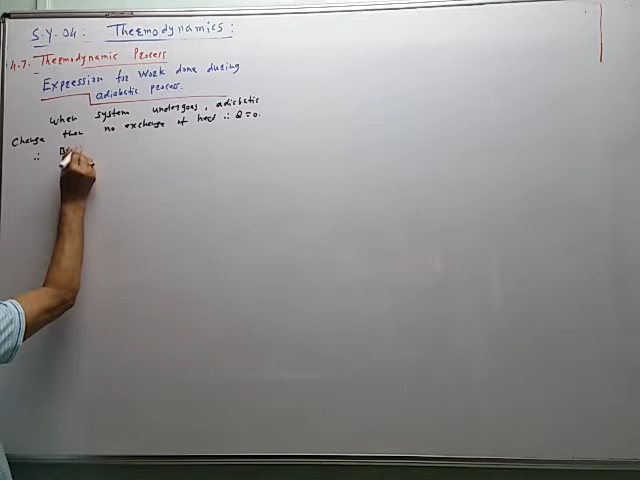 S.Y. 04: Thermodynamics:
4.7. Thermodynamic Process
Expression for Work done during
adiabatic process.
When system undergoes, adiabatic
Change then no exchange of heat ∴ Q = 0.
∴